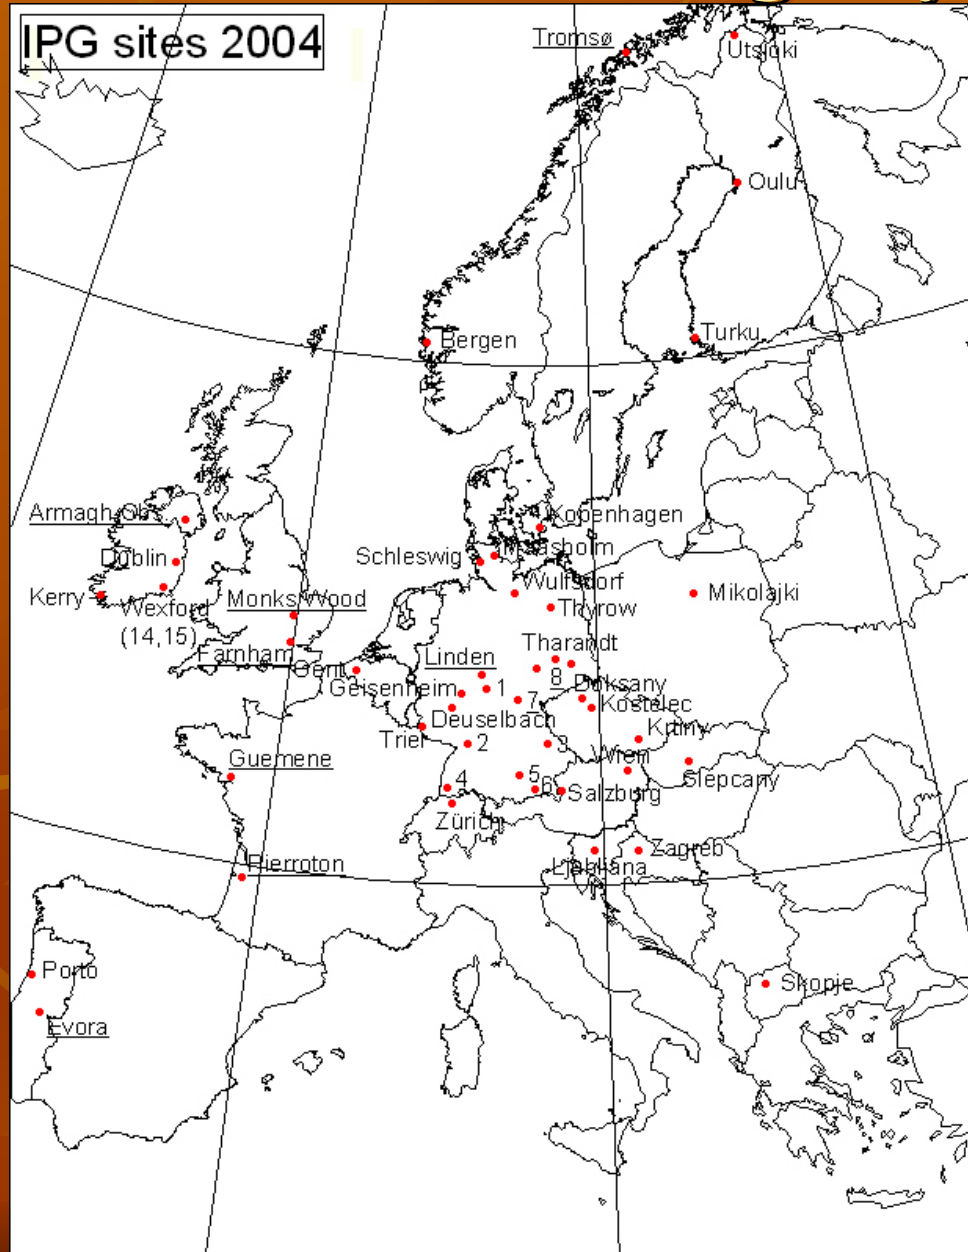 IPG sites 2004
Tromsø
Utsjoki
Oulu
Turku
Bergen
Armagh Obs
Kopenhagen
Dublin
Schleswig
Maasholm
Kerry
Wexford
(14,15)
Monks Wood
Wulfsdorf
Thyrow
Mikolajki
Farnham
Gent
Linden
Tharandt
8
Geisenheim
1
7
Doksany
Kostelec
Deuselbach
Trier
2
3
Krtiny
Wien
Guemene
4
5
6
Salzburg
Slepcany
Zürich
Pierroton
Ljubljana
Zagreb
Porto
Skopje
Evora